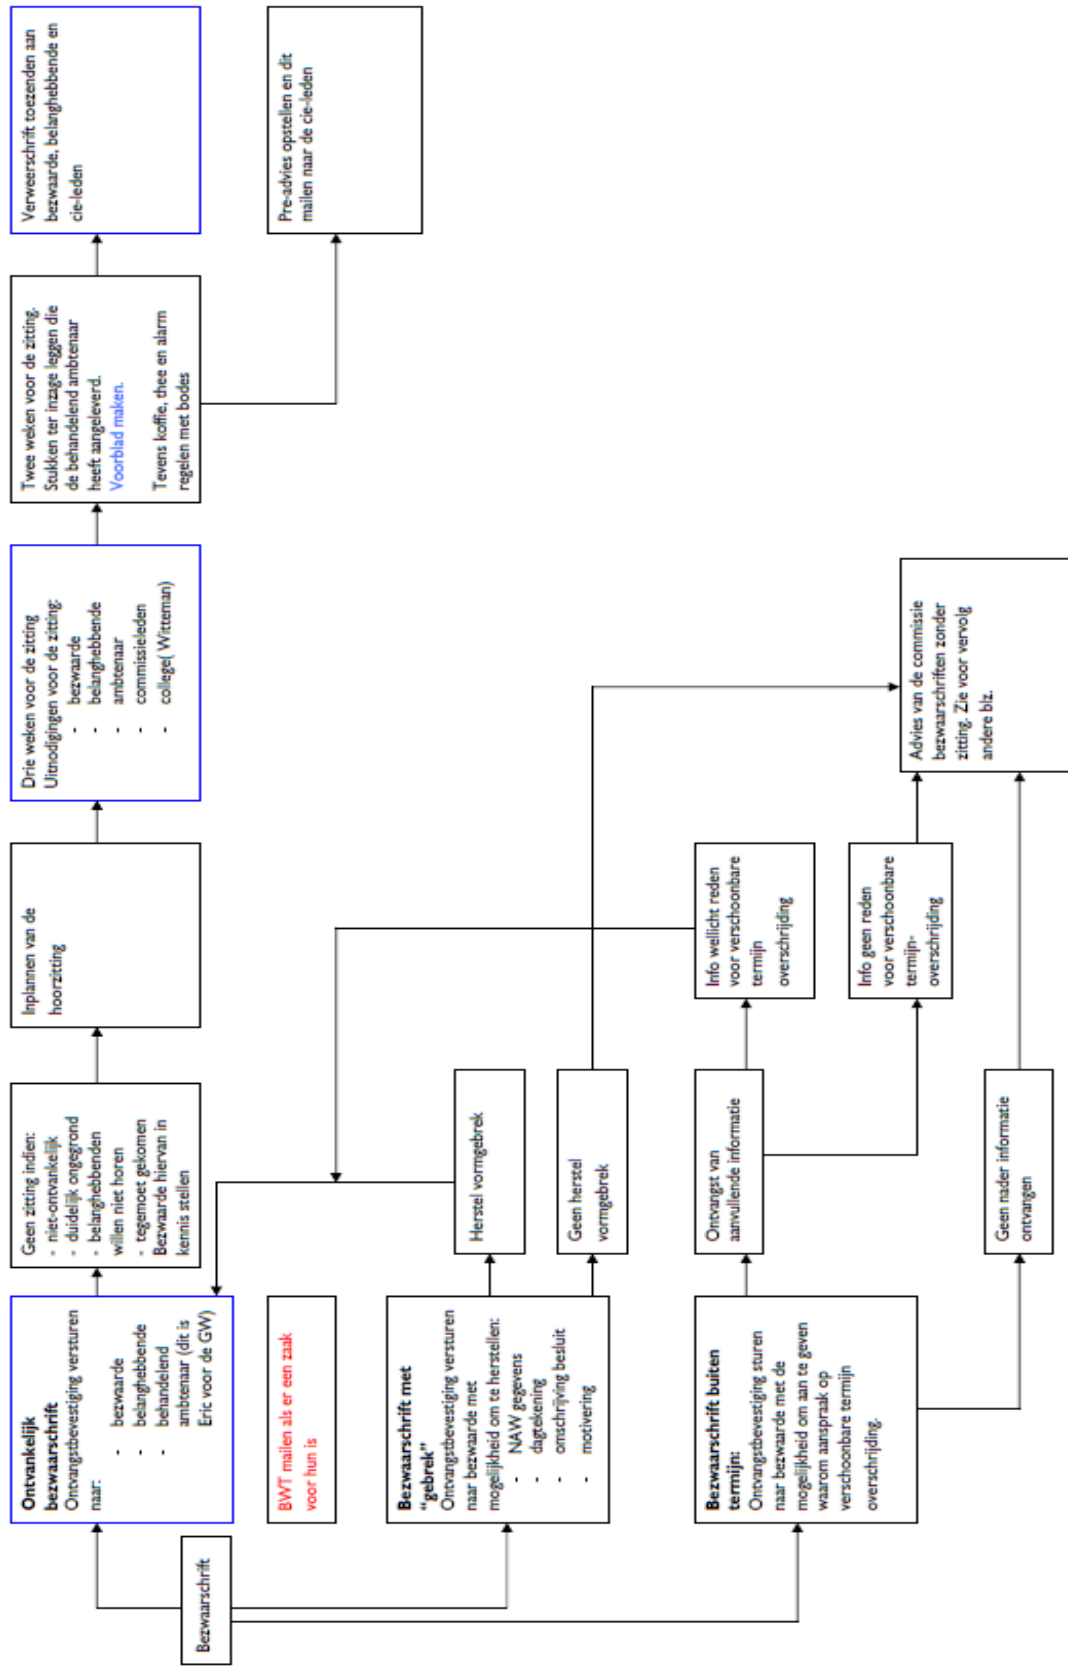 Bezwaarschrift
Ontvankelijk
bezwaarschrift
Ontvangstbevestiging versturen
naar:
- bezwaarde
- belanghebbende
- behandelend
ambtenaar (dit is
Eric voor de GW)
Geen zitting indien:
- niet-ontvankelijk
- duidelijk ongegrond
- belanghebbenden
willen niet horen
- tegemoet gekomen
Bezwaarde hiervan in
kennis stellen
Inplannen van de
hoorzitting
Drie weken voor de zitting
Uitnodigingen voor de zitting:
- bezwaarde
- belanghebbende
- ambtenaar
- commissieleden
- college( Witteman)
Twee weken voor de zitting.
Stukken ter inzage leggen die
de behandelend ambtenaar
heeft aangeleverd.
Voorblad maken.
Tevens koffie, thee en alarm
regelen met bodes
Verweerschrift toezenden aan
bezwaarde, belanghebbende en
cie-leden
Pre-advies opstellen en dit
mailen naar de cie-leden
BWT mailen als er een zaak
voor hun is
Bezwaarschrift met
“gebrek”
Ontvangstbevestiging versturen
naar bezwaarde met
mogelijkheid om te herstellen:
- NAW gegevens
- dagtekening
- omschrijving besluit
- motivering
Herstel vormgebrek
Geen herstel
vormgebrek
Bezwaarschrift buiten
termijn:
Ontvangstbevestiging sturen
naar bezwaarde met de
mogelijkheid om aan te geven
waarom aanspraak op
verschoonbare termijn
overschrijding.
Ontvangst van
aanvullende informatie
Info wellicht reden
voor verschoonbare
termijn
overschrijding
Info geen reden
voor verschoonbare
termijn-
overschrijding
Geen nader informatie
ontvangen
Advies van de commissie
bezwaarschriften zonder
zitting. Zie voor vervolg
andere blz.